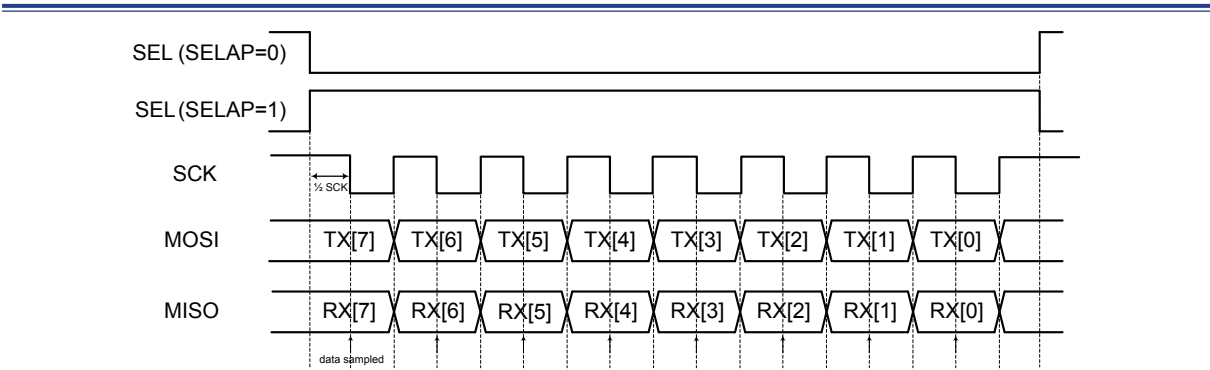 SEL (SELAP=0)
SEL (SELAP=1)
SCK
½ SCK
MOSI TX[7] TX[6] TX[5] TX[4] TX[3] TX[2] TX[1] TX[0]
MISO RX[7] RX[6] RX[5] RX[4] RX[3] RX[2] RX[1] RX[0]
data sampled